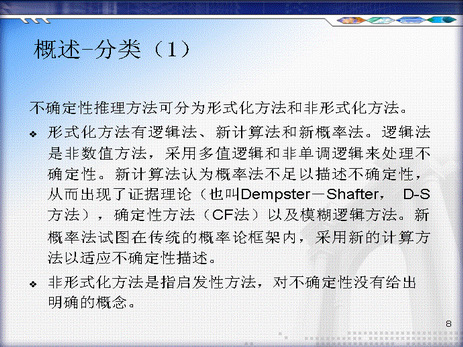 概述-分类（1）
不确定性推理方法可分为形式化方法和非形式化方法。
❖ 形式化方法有逻辑法、新计算法和新概率法。逻辑法
是非数值方法，采用多值逻辑和非单调逻辑来处理不
确定性。新计算法认为概率法不足以描述不确定性，
从而出现了证据理论（也叫Dempster－Shafter， D-S
方法），确定性方法（CF法）以及模糊逻辑方法。新
概率法试图在传统的概率论框架内，采用新的计算方
法以适应不确定性描述。
❖ 非形式化方法是指启发性方法，对不确定性没有给出
明确的概念。
8